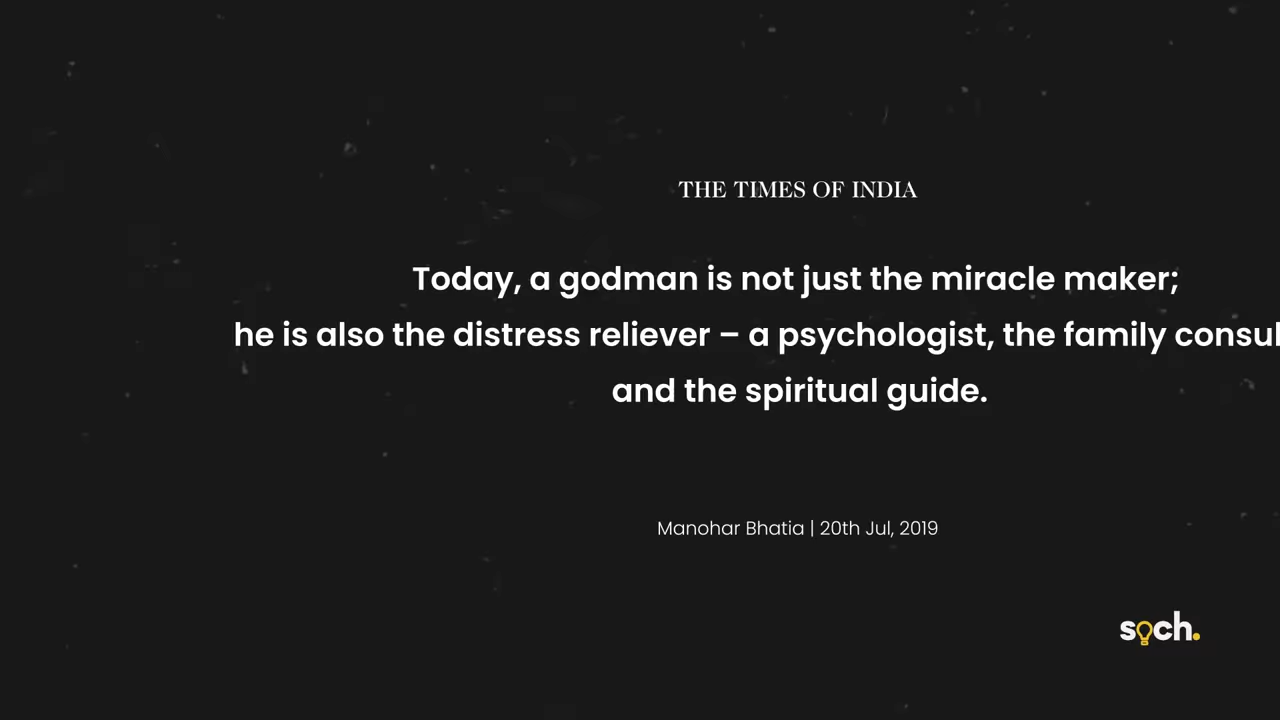 THE TIMES OF INDIA
Today, a godman is not just the miracle maker;
he is also the distress reliever – a psychologist, the family
and the spiritual guide.
Manohar Bhatia | 20th Jul, 2019
soch.